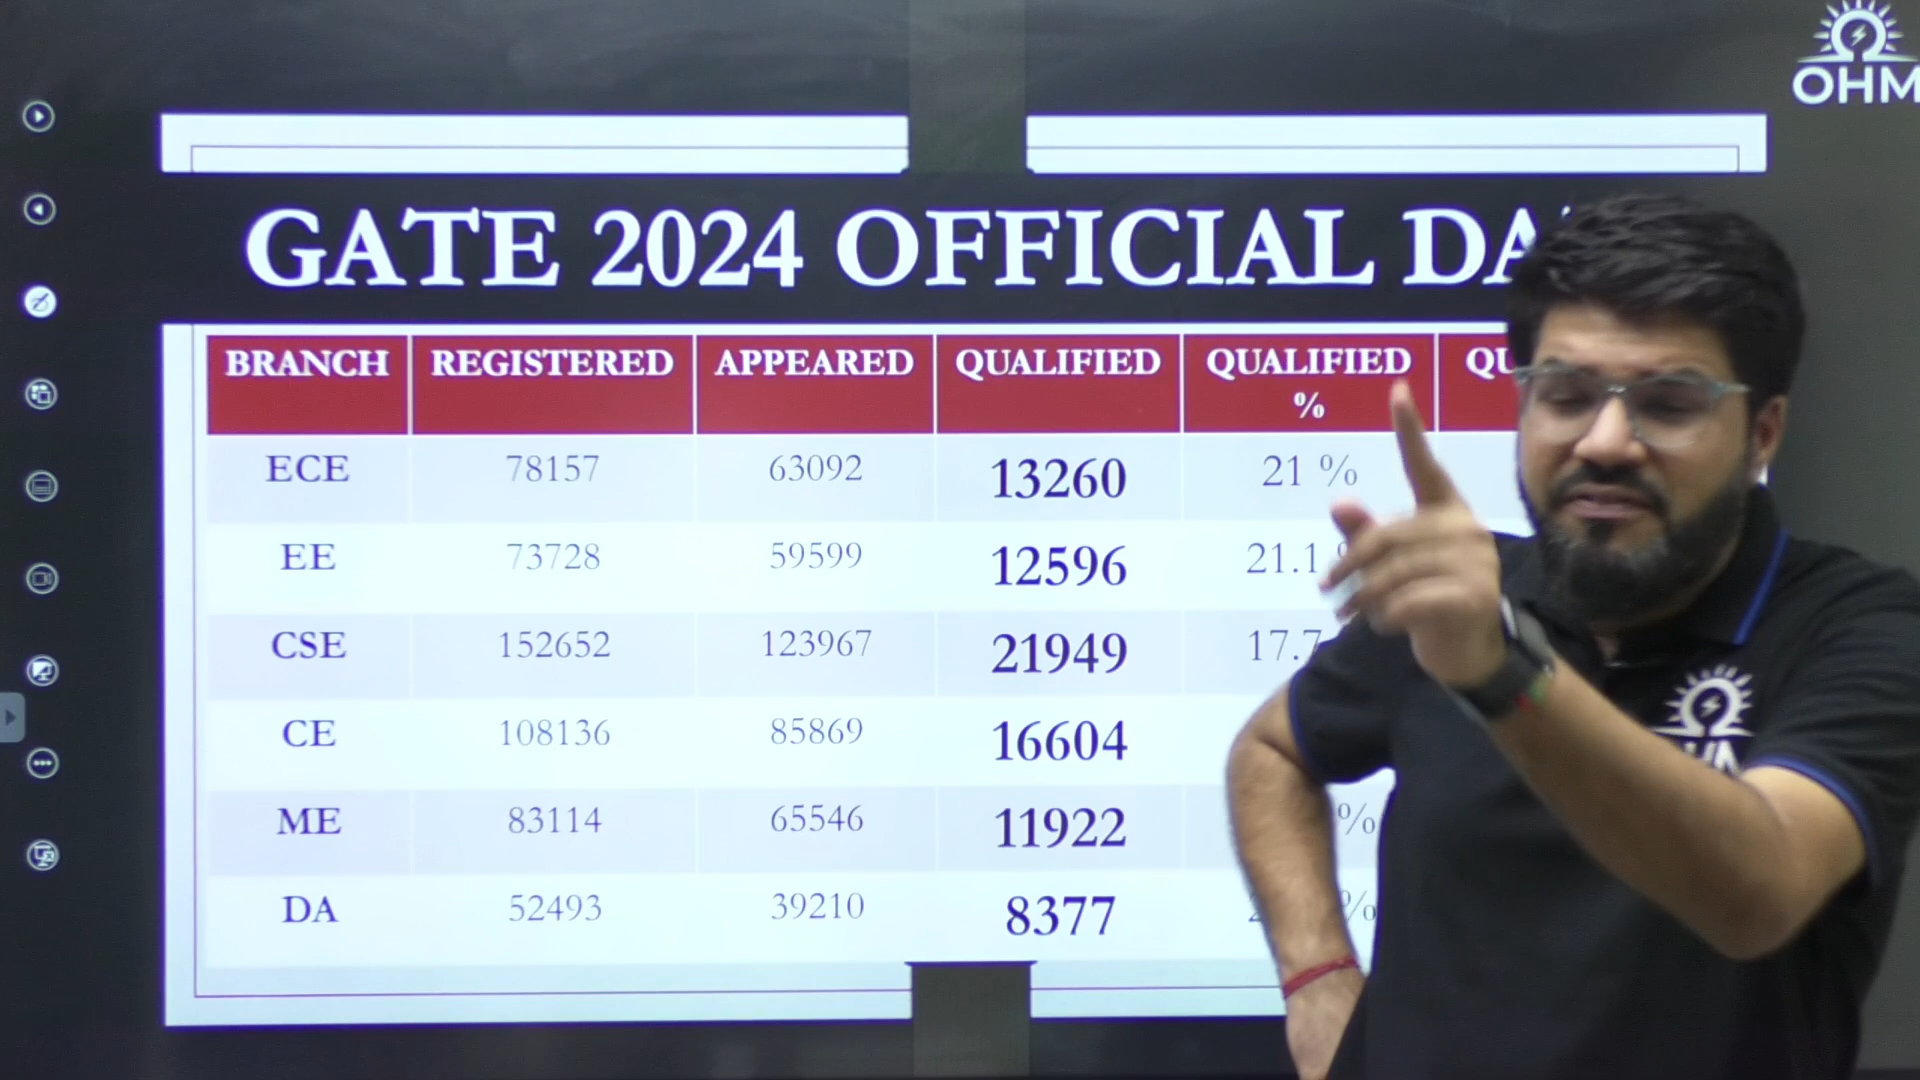 OHM
GATE 2024 OFFICIAL
BRANCH REGISTERED APPEARED QUALIFIED QUALIFIED %
ECE 78157 63092 13260 21 %
EE 73728 59599 12596 21.1
CSE 152652 123967 21949 17.7
CE 108136 85869 16604
ME 83114 65546 11922 %
DA 52493 39210 8377 %